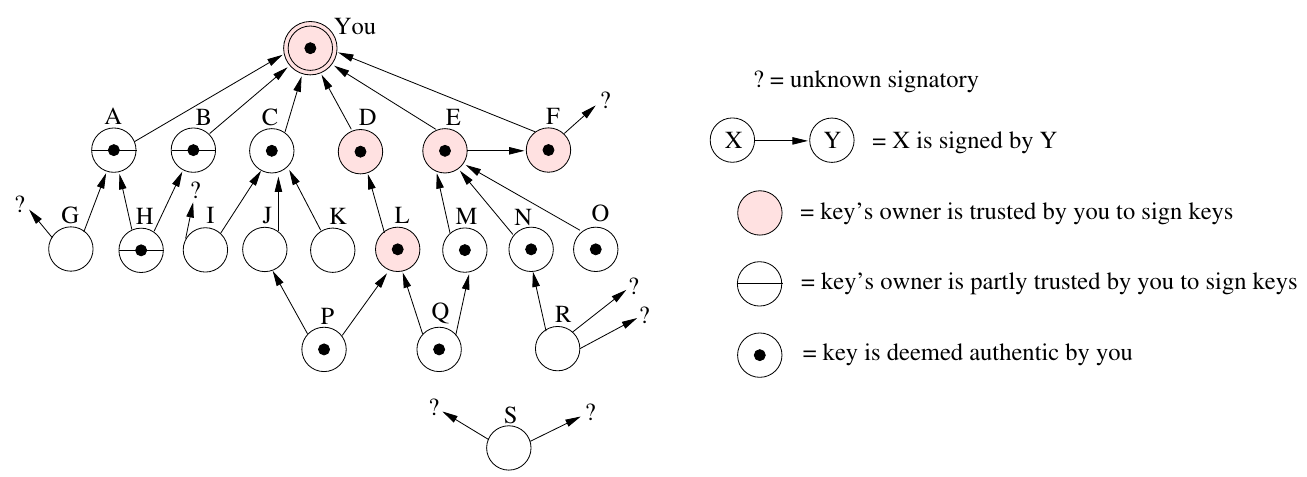 You
? = unknown signatory
A B C D E F ?
X Y = X is signed by Y
? G H ? I J K L M N O
= key's owner is trusted by you to sign keys
= key's owner is partly trusted by you to sign keys
P Q R ? ?
= key is deemed authentic by you
? S ?